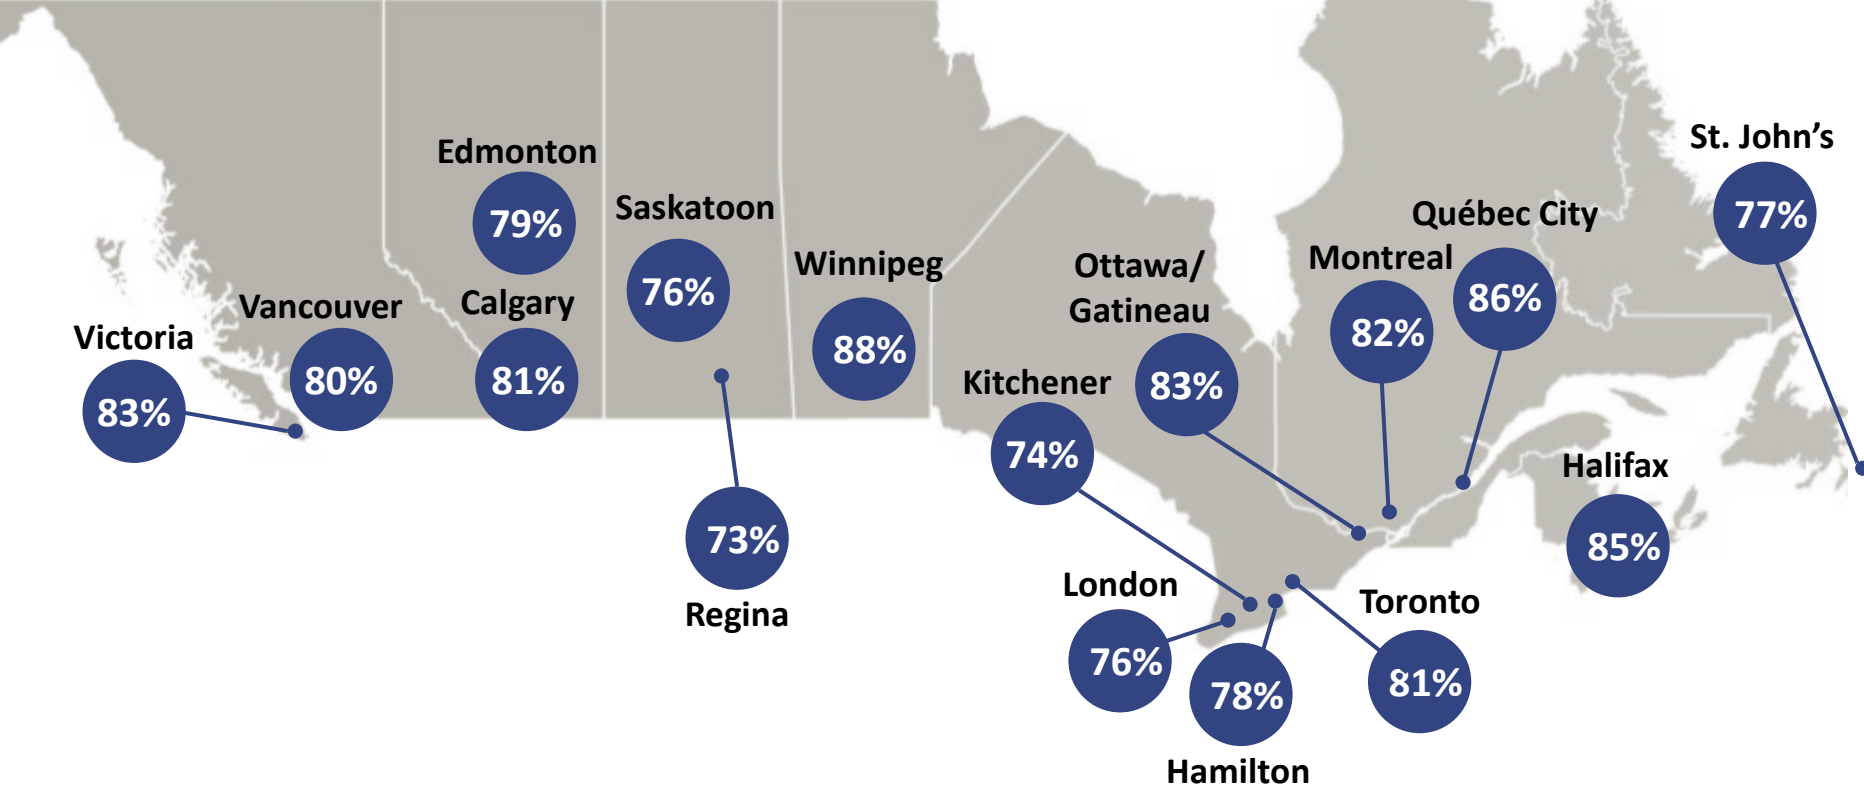 Victoria
83%
Vancouver
80%
Edmonton
79%
Calgary
81%
Saskatoon
76%
73%
Regina
Winnipeg
88%
Kitchener
74%
Ottawa/
Gatineau
83%
Montreal
82%
Québec City
86%
St. John’s
77%
Halifax
85%
London
76%
78%
Hamilton
Toronto
81%